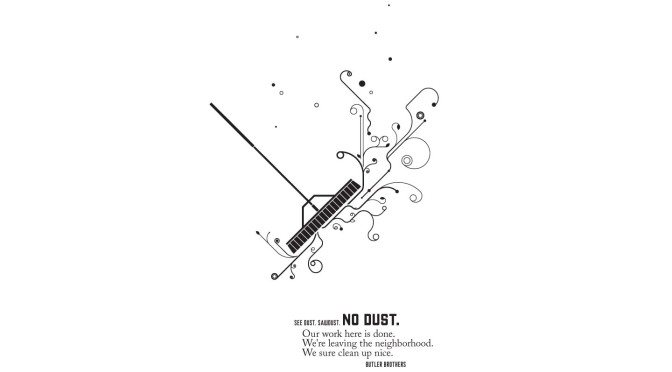 SEE DUST. SAWDUST. NO DUST.
Our work here is done.
We're leaving the neighborhood.
We sure clean up nice.
BUTLER BROTHERS